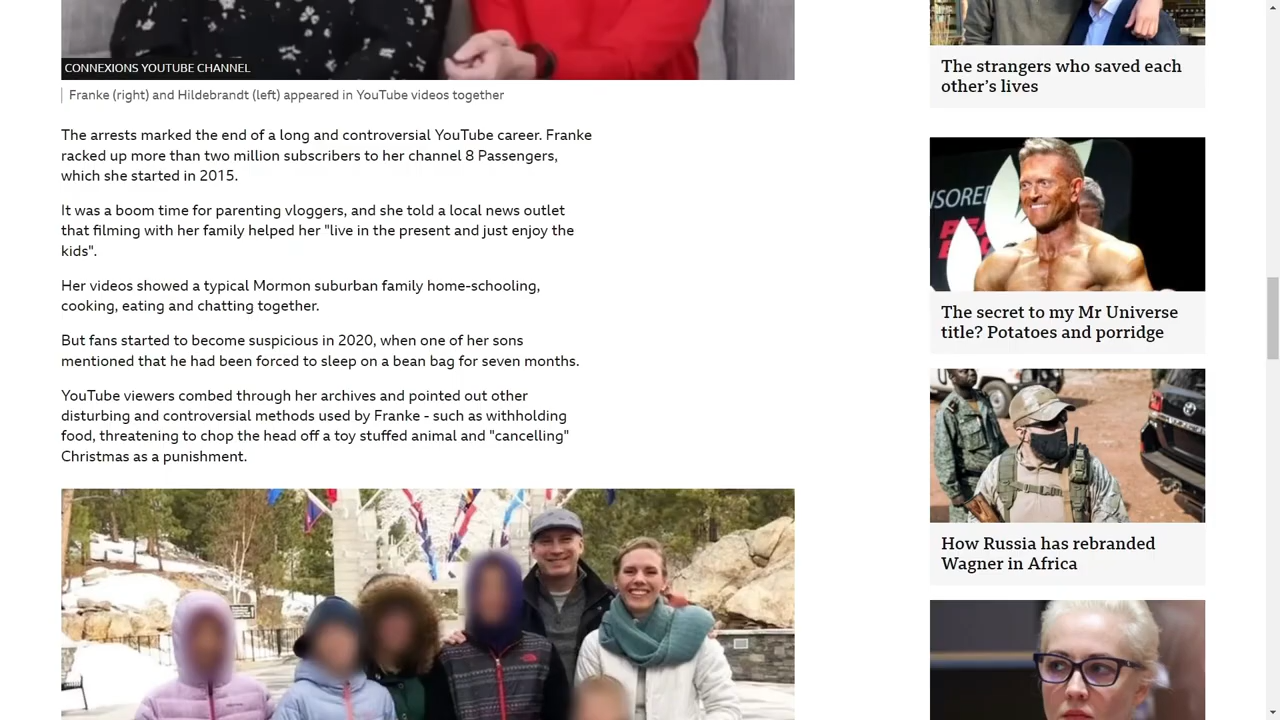 CONNEXIONS YOUTUBE CHANNEL
Franke (right) and Hildebrandt (left) appeared in YouTube videos together
The arrests marked the end of a long and controversial YouTube career. Franke
racked up more than two million subscribers to her channel 8 Passengers,
which she started in 2015.
It was a boom time for parenting vloggers, and she told a local news outlet
that filming with her family helped her "live in the present and just enjoy the
kids".
Her videos showed a typical Mormon suburban family home-schooling,
cooking, eating and chatting together.
But fans started to become suspicious in 2020, when one of her sons
mentioned that he had been forced to sleep on a bean bag for seven months.
YouTube viewers combed through her archives and pointed out other
disturbing and controversial methods used by Franke - such as withholding
food, threatening to chop the head off a toy stuffed animal and "cancelling"
Christmas as a punishment.
The strangers who saved each
other’s lives
The secret to my Mr Universe
title? Potatoes and porridge
How Russia has rebranded
Wagner in Africa